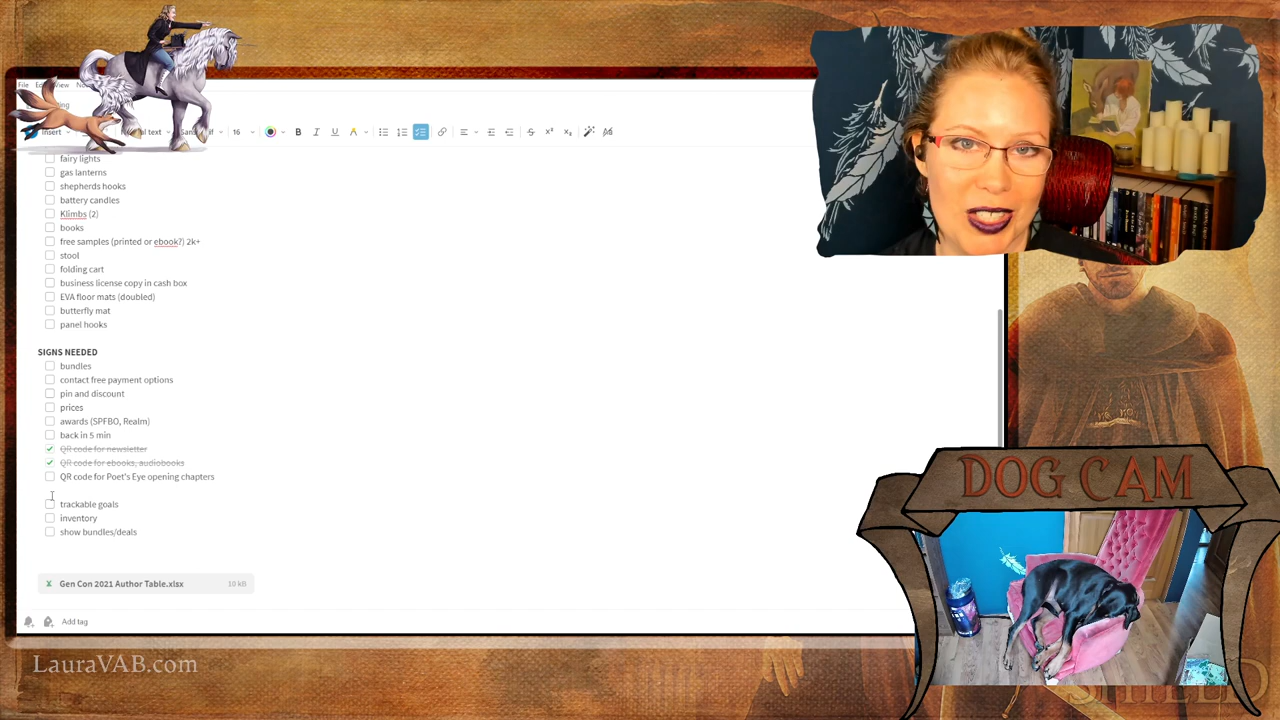 File
View
Insert
16
fairy lights
gas lanterns
shepherds hooks
battery candles
Klimbs (2)
books
free samples (printed or ebook?) 2k+
stool
folding cart
business license copy in cash box
EVA floor mats (doubled)
butterfly mat
panel hooks
SIGNS NEEDED
bundles
contact free payment options
pin and discount
prices
awards (SPFBO, Realm)
back in 5 min
QR code for newsletter
QR code for ebooks, audiobooks
QR code for Poet's Eye opening chapters
trackable goals
inventory
show bundles/deals
Gen Con 2021 Author Table.xlsx 10 kB
Add tag
DOG CAM
LauraVAB.com
SHIELD